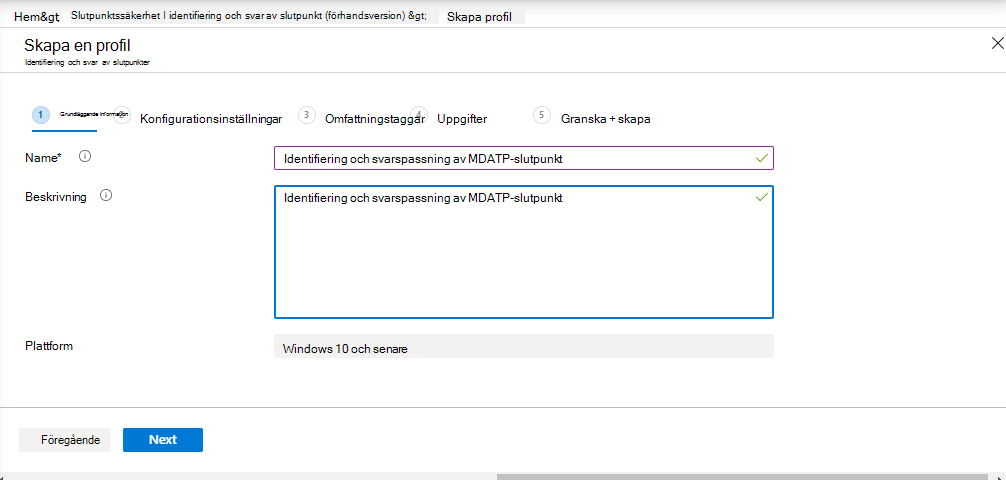 Hem&gt; Slutpunktssäkerhet | identifiering och svar av slutpunkt (förhandsversion) &gt; Skapa profil
Skapa en profil
Identifiering och svar av slutpunkter
1 Grundläggande information 2 Konfigurationsinställningar 3 Omfattningstaggar 4 Uppgifter 5 Granska + skapa
Name* Identifiering och svarspassning av MDATP-slutpunkt
Beskrivning Identifiering och svarspassning av MDATP-slutpunkt
Plattform Windows 10 och senare
Föregående Next